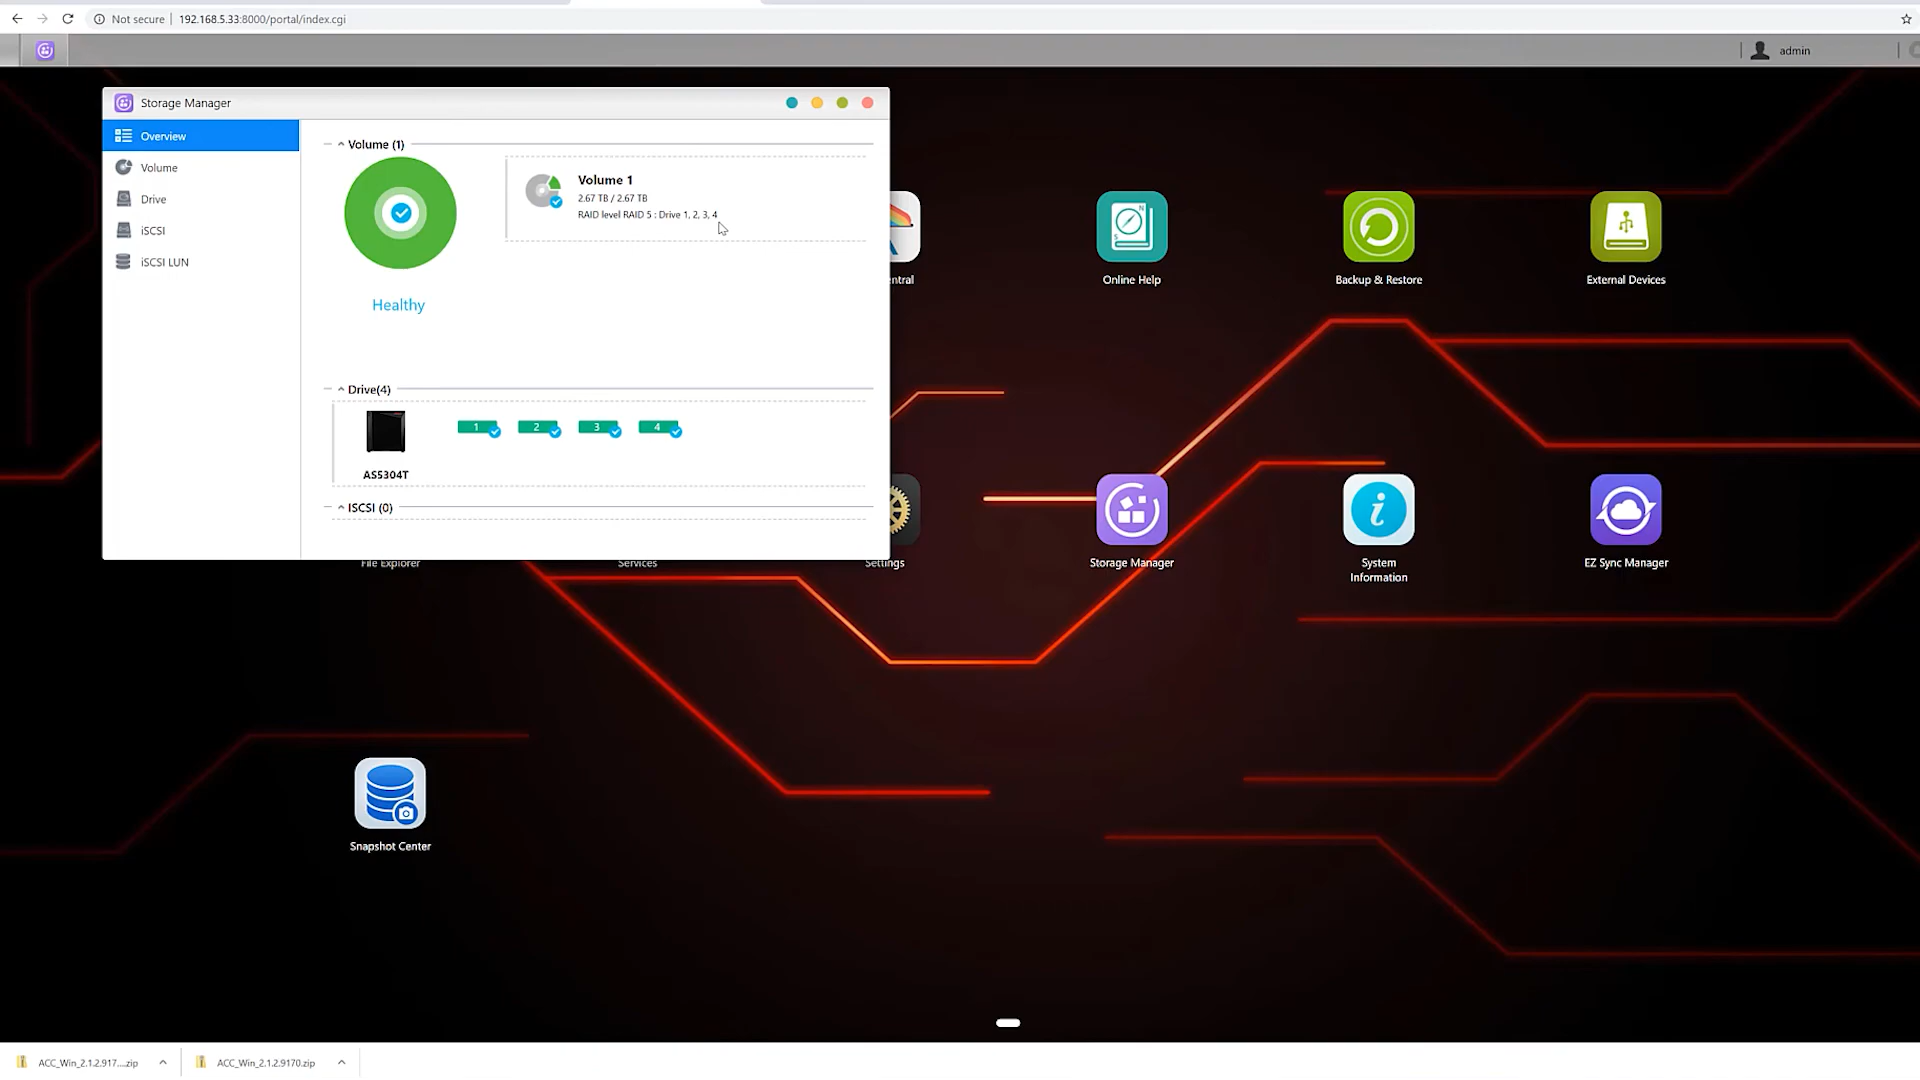 Not secure
192.168.5.33:8000/portal/index.cgi
admin
Storage Manager
Overview
Volume
Drive
iSCSI
iSCSI LUN
Volume (1)
Healthy
Volume 1
2.67 TB / 2.67 TB
RAID level RAID 5 : Drive 1, 2, 3, 4
Drive(4)
1 2 3 4
AS5304T
ISCSI (0)
ntral
Online Help
Backup & Restore
External Devices
File Explorer
Services
Settings
Storage Manager
System
Information
EZ Sync Manager
Snapshot Center
ACC_Win_2.1.2.917....zip
ACC_Win_2.1.2.9170.zip